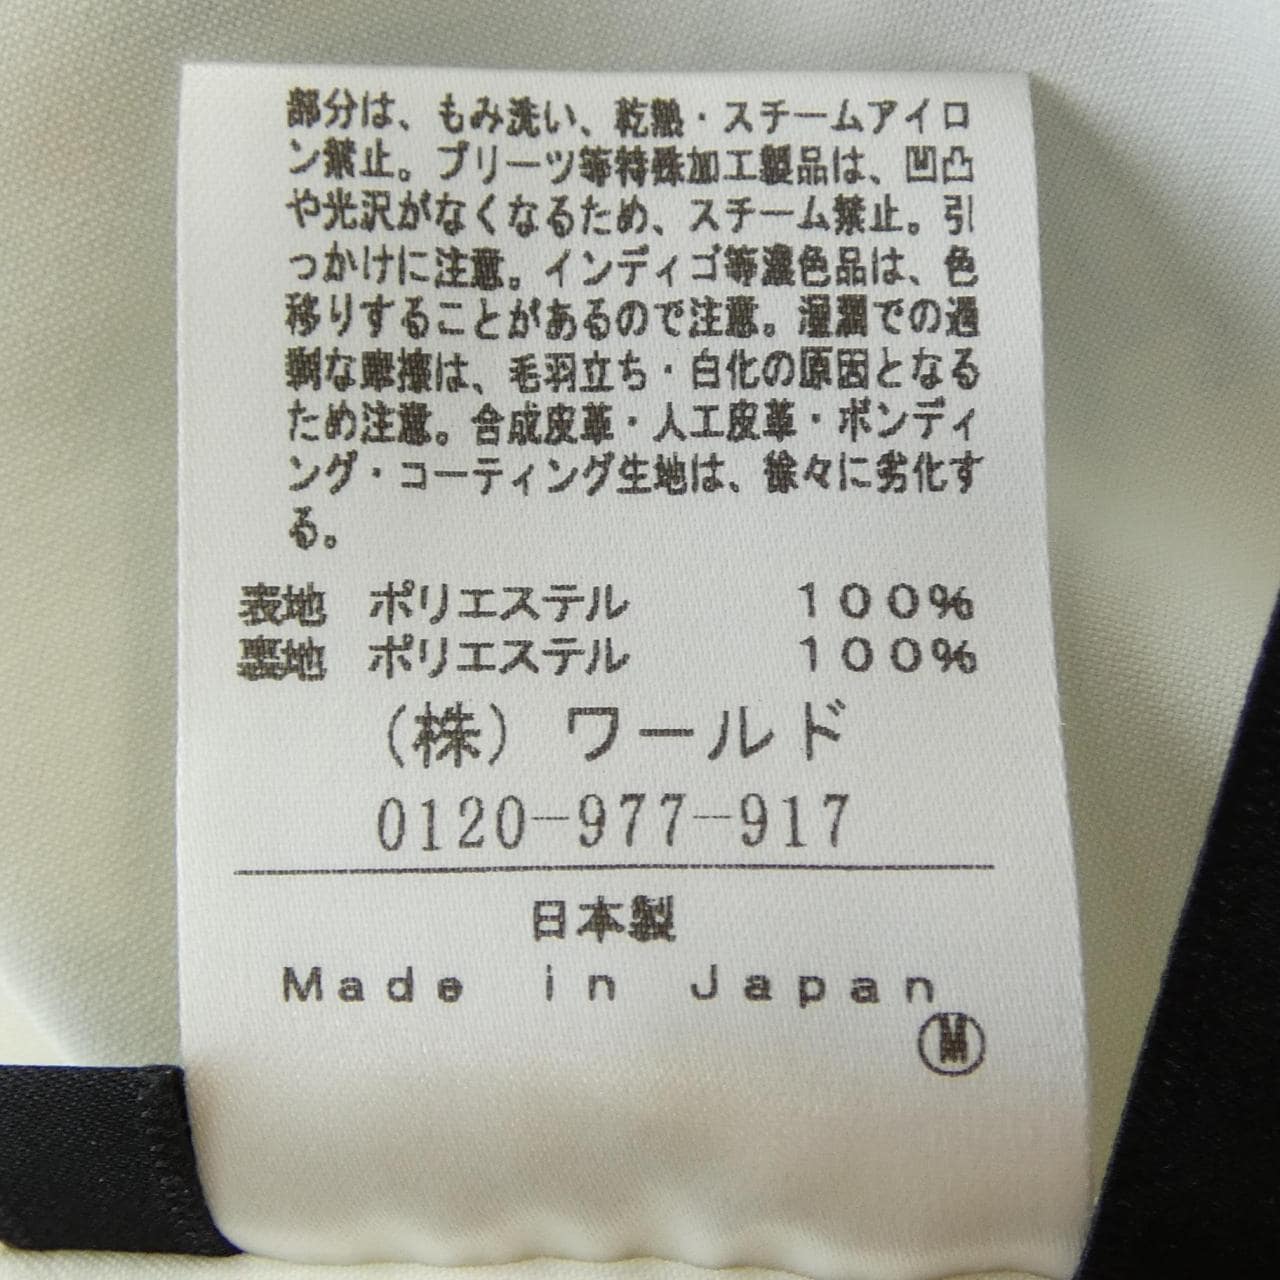 部分は、もみ洗い、乾熱・スチームアイロ
ン禁止。プリーツ等特殊加工製品は、凹凸
や光沢がなくなるため、スチーム禁止。引
っかけに注意。インディゴ等濃色品は、色
移りすることがあるので注意。湿潤での過
剰な摩擦は、毛羽立ち・白化の原因となる
ため注意。合成皮革・人工皮革・ボンディ
ング・コーティング生地は、徐々に劣化す
る。
表地 ポリエステル 100%
裏地 ポリエステル 100%
(株) ワールド
0120-977-917
日本製
Made in Japan
Ⓜ